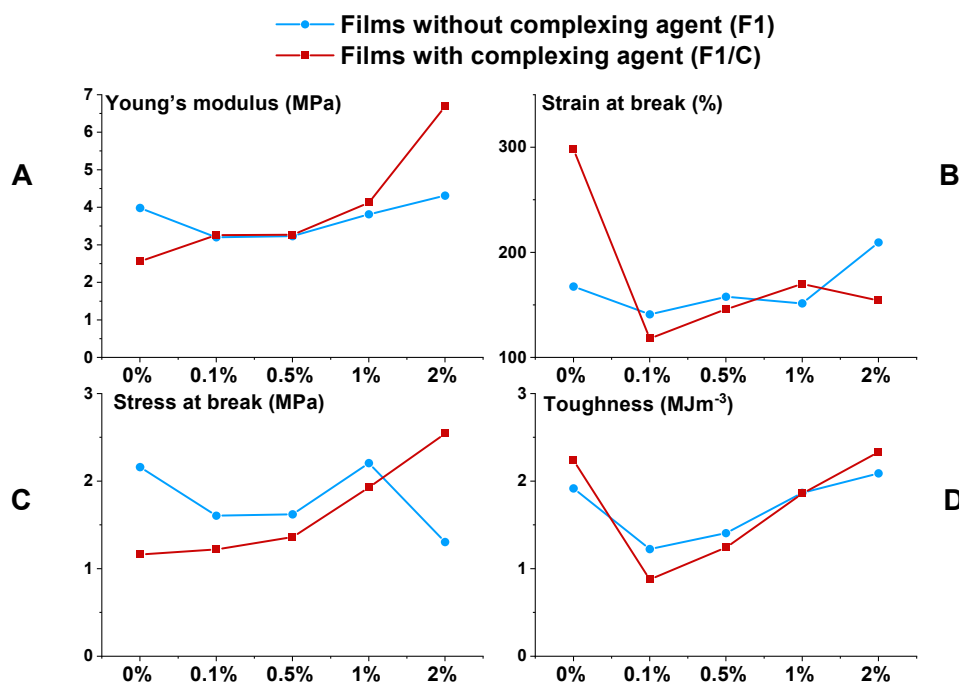 Films without complexing agent (F1)
Films with complexing agent (F1/C)
A
Young's modulus (MPa)
7
6
5
4
3
2
1
0
0% 0.1% 0.5% 1% 2%
B
Strain at break (%)
300
200
100
0% 0.1% 0.5% 1% 2%
C
Stress at break (MPa)
3
2
1
0
0% 0.1% 0.5% 1% 2%
D
Toughness (MJm⁻³)
3
2
1
0
0% 0.1% 0.5% 1% 2%